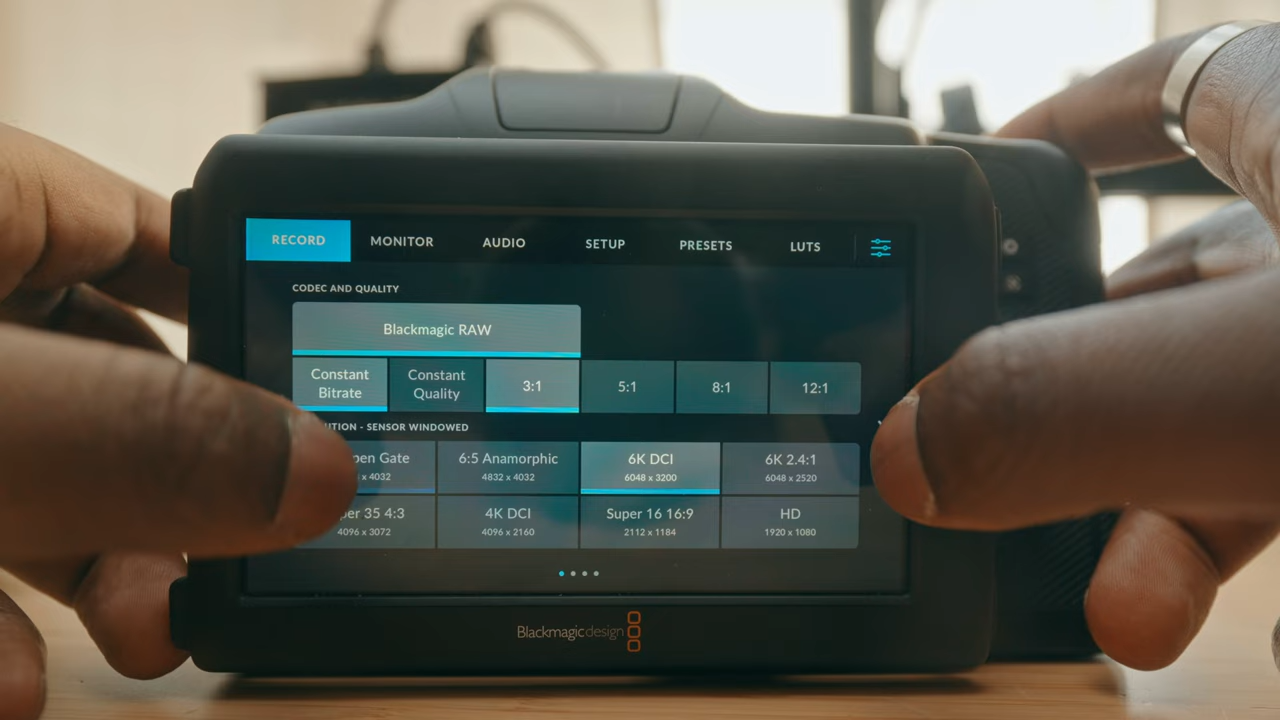 RECORD MONITOR AUDIO SETUP PRESETS LUTS
CODEC AND QUALITY
Blackmagic RAW
Constant Bitrate
Constant Quality
3:1 5:1 8:1 12:1
- SENSOR WINDOWED
Gate 6:5 Anamorphic 6K DCI 6K 2.4:1
x 4032 4832 x 4032 6048 x 3200 6048 x 2520
35 4:3 4K DCI Super 16 16:9 HD
4096 x 3072 4096 x 2160 2112 x 1184 1920 x 1080
Blackmagicdesign